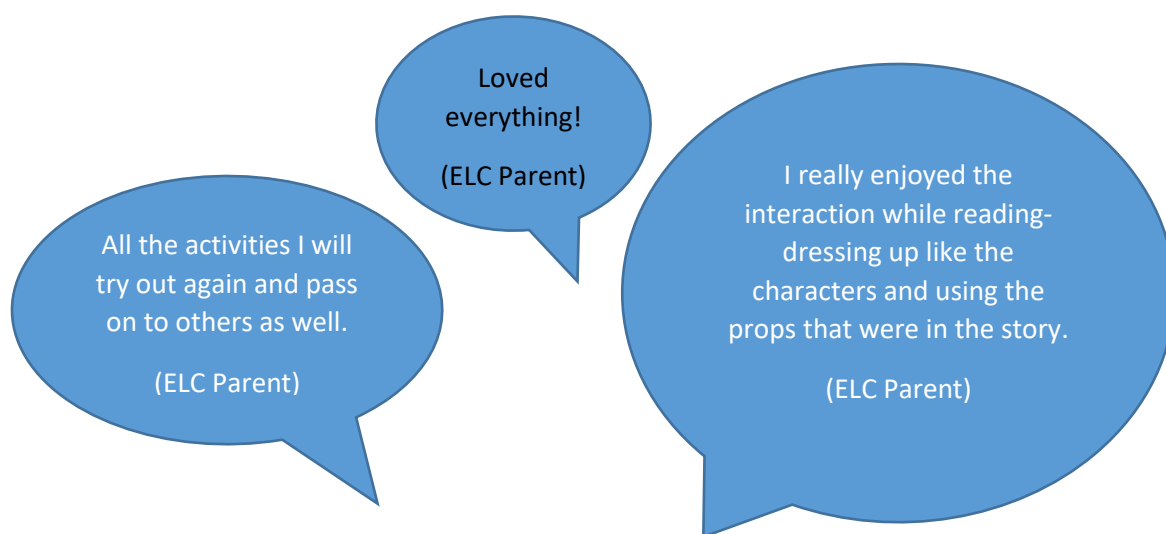 Loved
everything!
(ELC Parent)
All the activities I will
try out again and pass
on to others as well.
(ELC Parent)
I really enjoyed the
interaction while reading-
dressing up like the
characters and using the
props that were in the story.
(ELC Parent)